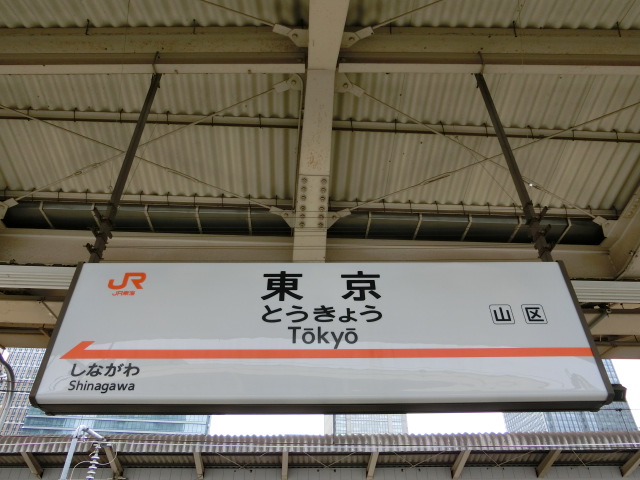 JR
JR東海
東京
とうきょう
Tōkyō
山区
しながわ
Shinagawa